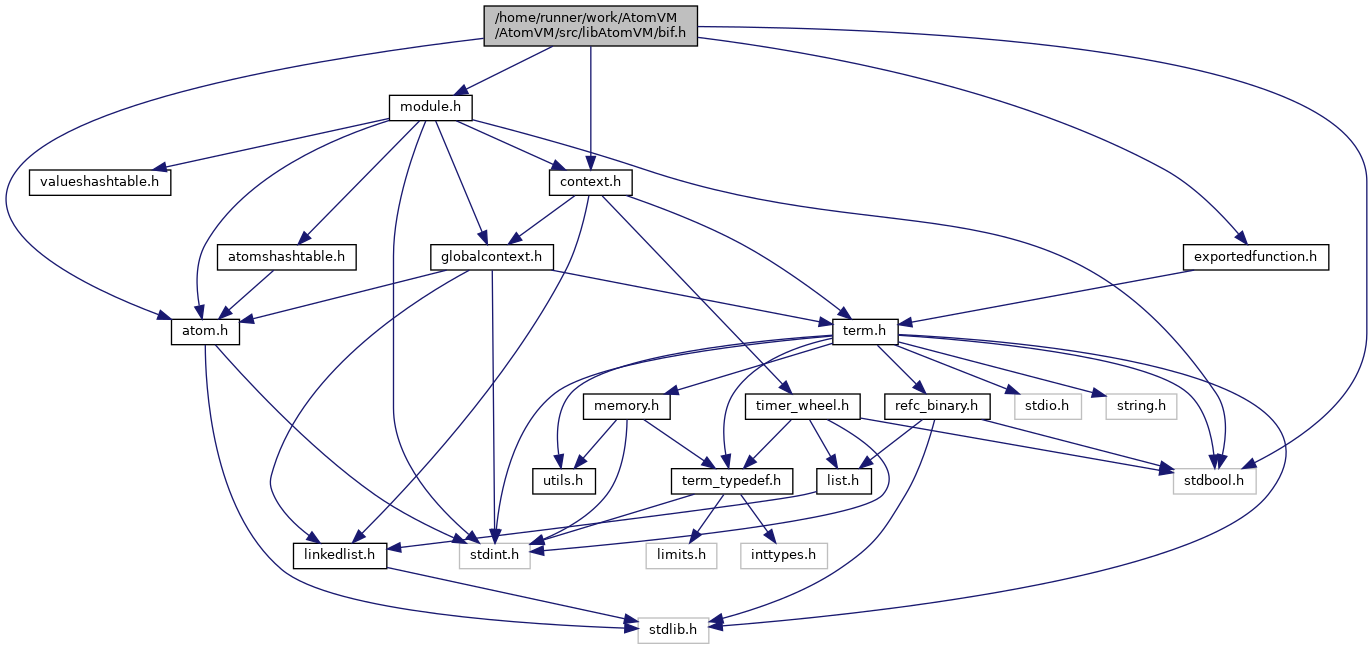 /home/runner/work/AtomVM
/AtomVM/src/libAtomVM/bif.h
module.h
valueshashtable.h
context.h
atomshashtable.h
globalcontext.h
exportedfunction.h
atom.h
term.h
memory.h
timer_wheel.h
refc_binary.h
stdio.h
string.h
utils.h
term_typedef.h
list.h
stdbool.h
linkedlist.h
stdint.h
limits.h
inttypes.h
stdlib.h